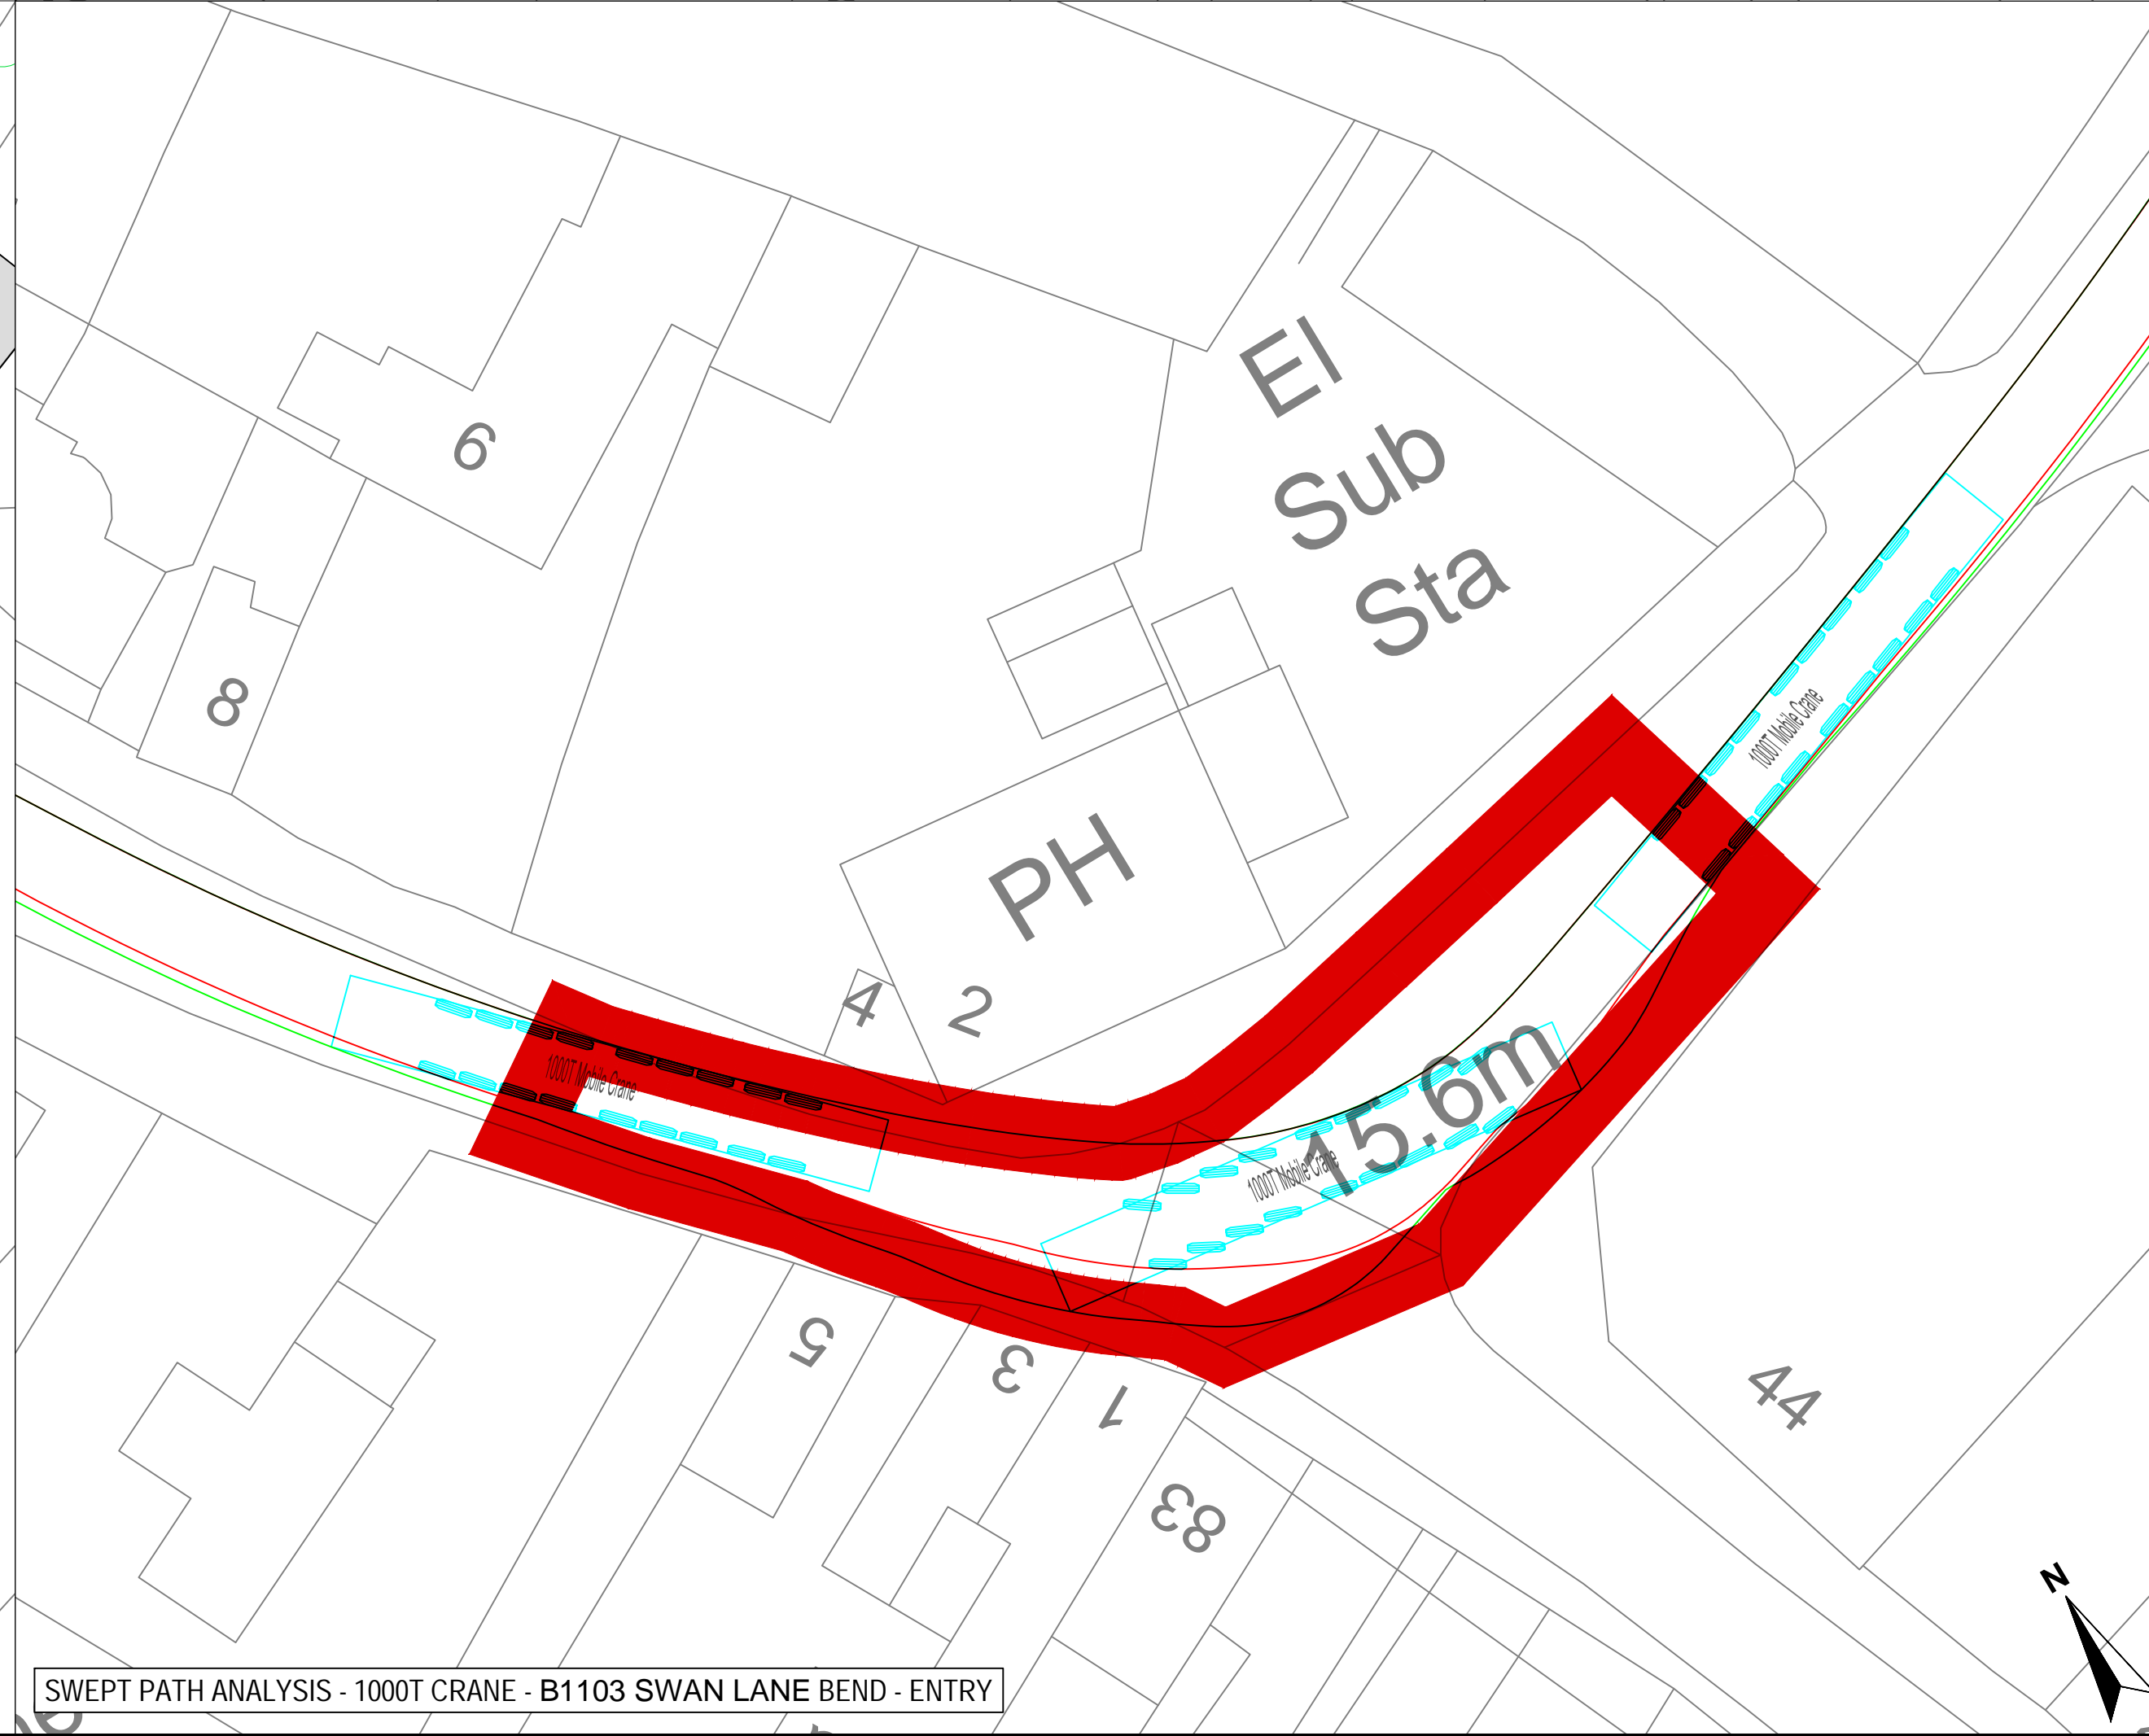 El
Sub
Sta
6
8
PH
4
2
1000T Mobile Crane
1000T Mobile Crane
1000T Mobile Crane
15.6m
5
3
1
44
83
N
SWEPT PATH ANALYSIS - 1000T CRANE - B1103 SWAN LANE BEND - ENTRY